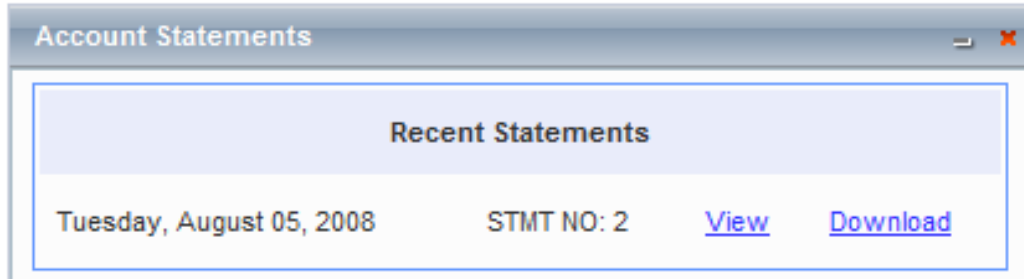 Account Statements
Recent Statements
Tuesday, August 05, 2008 STMT NO: 2 View Download